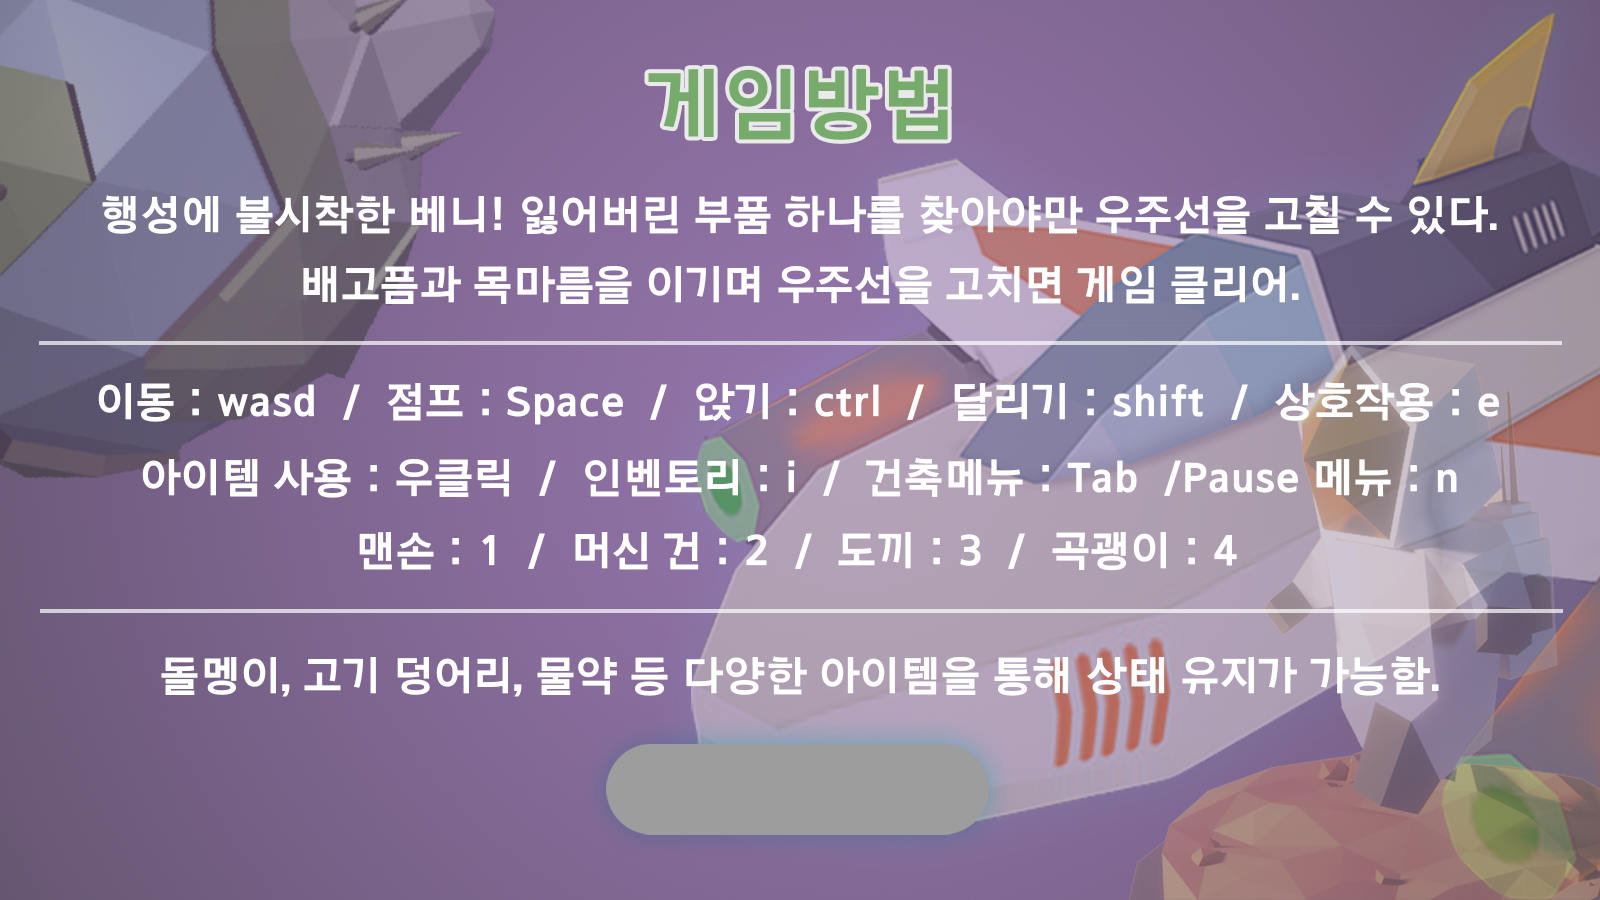 게임방법
행성에 불시착한 베니! 잃어버린 부품 하나를 찾아야만 우주선을 고칠 수 있다.
배고픔과 목마름을 이기며 우주선을 고치면 게임 클리어.
이동 : wasd / 점프 : Space / 앉기 : ctrl / 달리기 : shift / 상호작용 : e
아이템 사용 : 우클릭 / 인벤토리 : i / 건축메뉴 : Tab /Pause 메뉴 : n
맨손 : 1 / 머신 건 : 2 / 도끼 : 3 / 곡괭이 : 4
돌멩이, 고기 덩어리, 물약 등 다양한 아이템을 통해 상태 유지가 가능함.